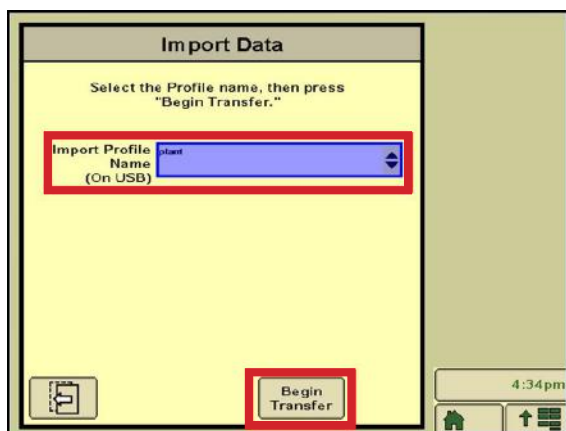 Import Data
Select the Profile name, then press
"Begin Transfer."
Import Profile
Name
(On USB)
plant
Begin
Transfer
4:34pm